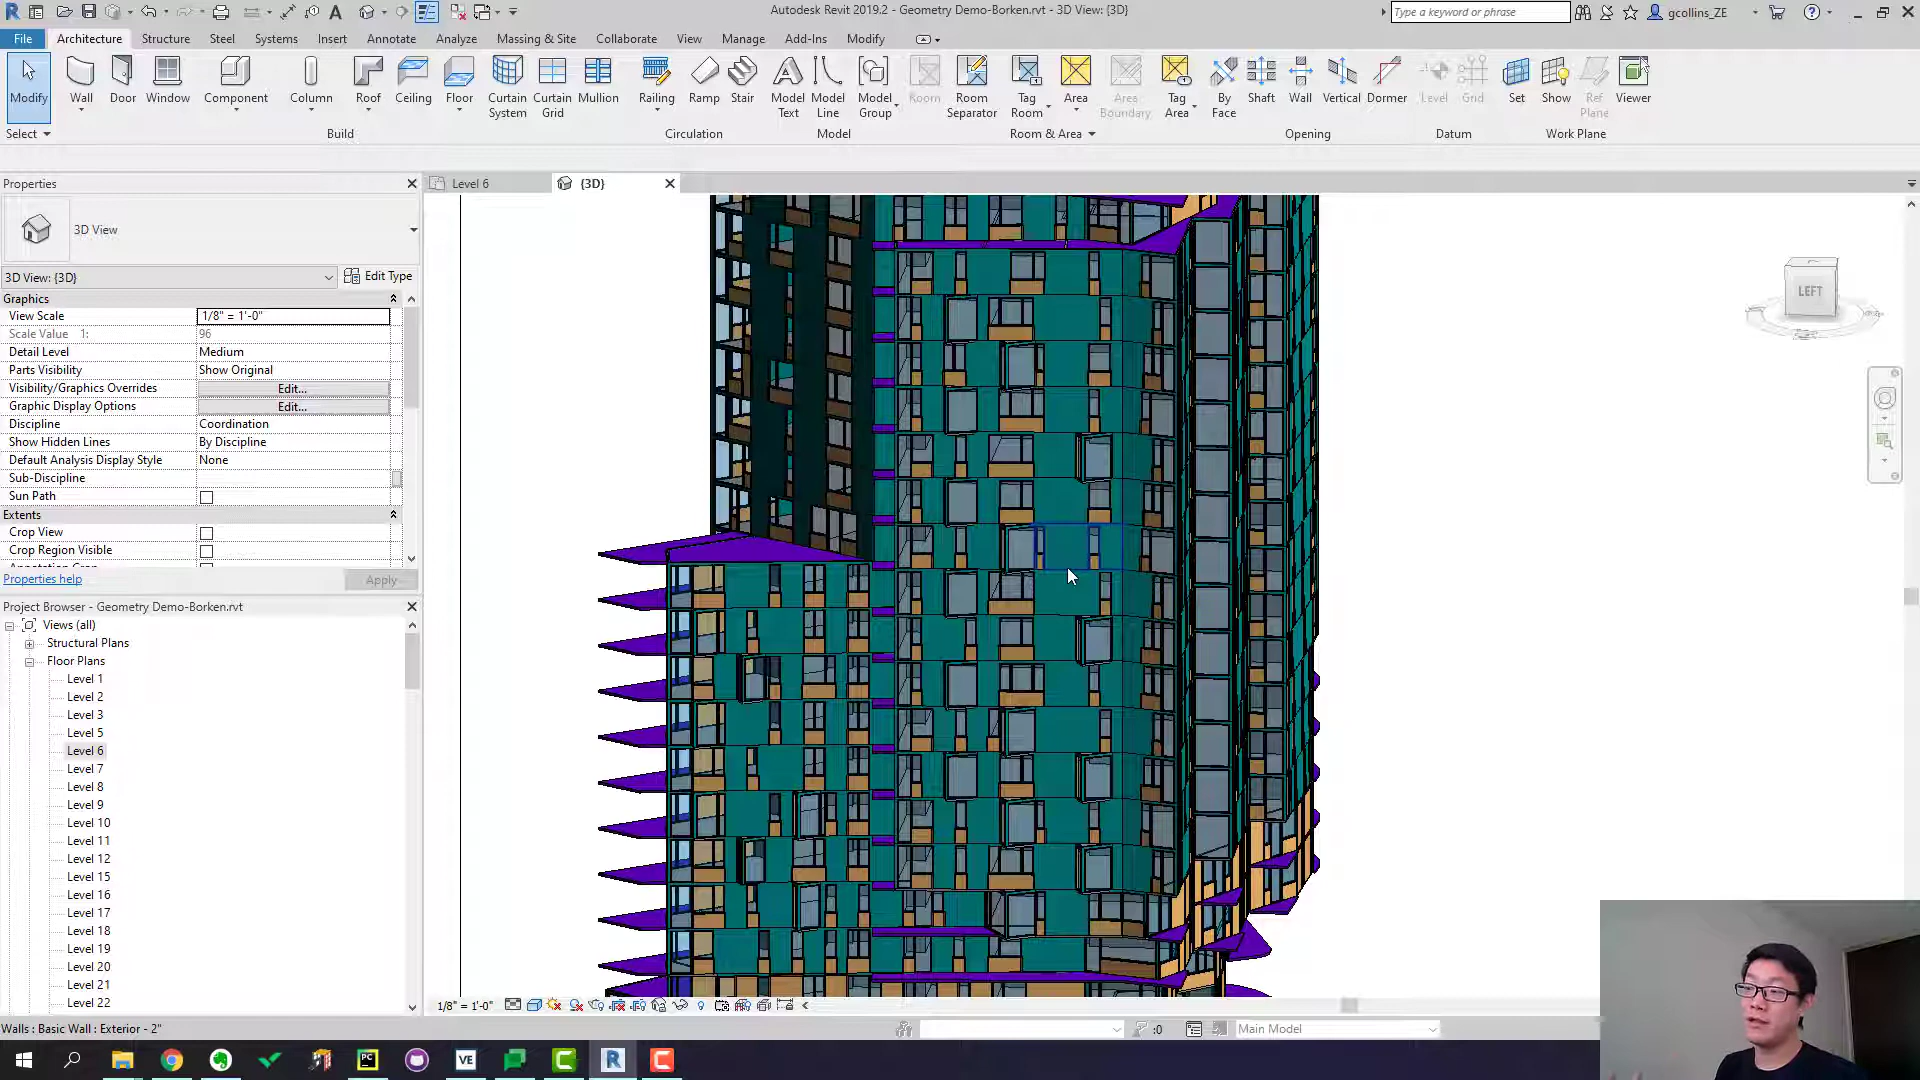 Autodesk Revit 2019.2 - Geometry Demo-Borken.rvt - 3D View: {3D}
Type a keyword or phrase
gcollins_ZE
File Architecture Structure Steel Systems Insert Annotate Analyze Massing & Site Collaborate View Manage Add-Ins Modify
Modify Wall Door Window Component Column Roof Ceiling Floor Curtain System Curtain Grid Mullion Railing Ramp Stair Model Text Model Line Model Group Room Room Separator Tag Room Area Area Boundary Tag Area By Face Shaft Wall Vertical Dormer Level Grid Set Show Ref Plane Viewer
Select Build Circulation Model Room & Area Opening Datum Work Plane
Properties
Level 6 {3D}
3D View
3D View: {3D} Edit Type
Graphics
View Scale 1/8" = 1'-0"
Scale Value 1: 96
Detail Level Medium
Parts Visibility Show Original
Visibility/Graphics Overrides Edit...
Graphic Display Options Edit...
Discipline Coordination
Show Hidden Lines By Discipline
Default Analysis Display Style None
Sub-Discipline
Sun Path
Extents
Crop View
Crop Region Visible
Properties help Apply
LEFT
Project Browser - Geometry Demo-Borken.rvt
Views (all)
Structural Plans
Floor Plans
Level 1
Level 2
Level 3
Level 5
Level 6
Level 7
Level 8
Level 9
Level 10
Level 11
Level 12
Level 15
Level 16
Level 17
Level 18
Level 19
Level 20
Level 21
Level 22
1/8" = 1'-0"
Walls : Basic Wall : Exterior - 2"
:0
Main Model
PC
VE
R
C